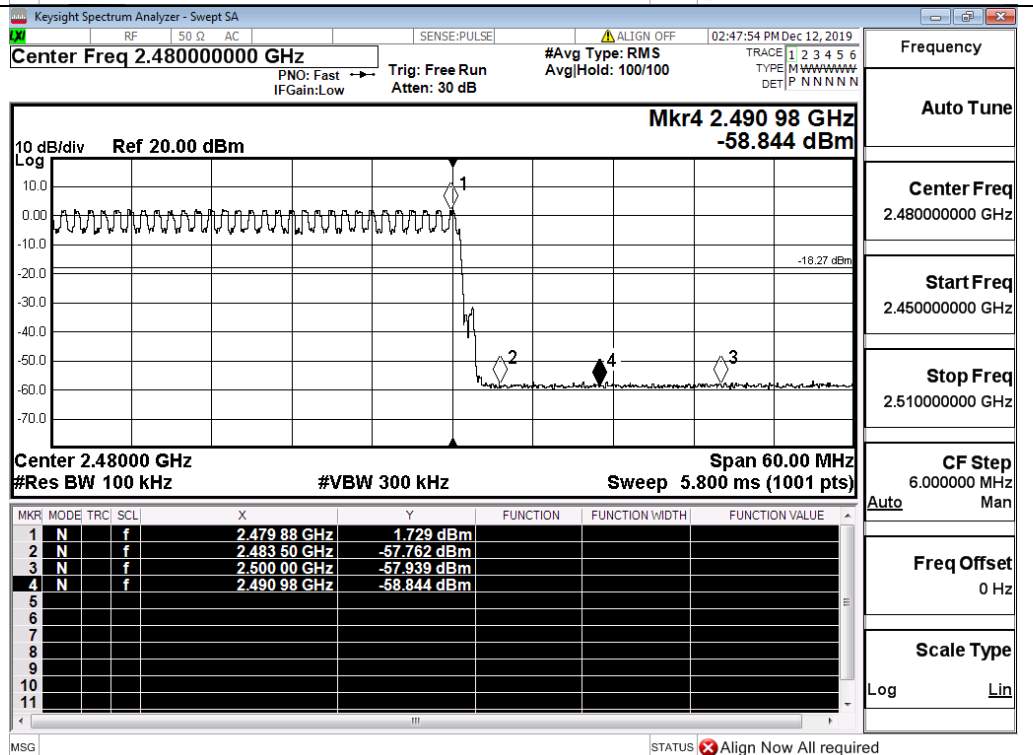 Keysight Spectrum Analyzer - Swept SA
LXI RF 50 Ω AC SENSE:PULSE ALIGN OFF 02:47:54 PM Dec 12, 2019
Center Freq 2.480000000 GHz
PNO: Fast
IFGain:Low
Trig: Free Run
Atten: 30 dB
#Avg Type: RMS
Avg|Hold: 100/100
TRACE 1 2 3 4 5 6
TYPE M WWWWW
DET P N N N N N
Mkr4 2.490 98 GHz
-58.844 dBm
10 dB/div Ref 20.00 dBm
Log
10.0
0.00
-10.0
-20.0
-30.0
-40.0
-50.0
-60.0
-70.0
1
-18.27 dBm
2
4
3
Center 2.48000 GHz Span 60.00 MHz
#Res BW 100 kHz #VBW 300 kHz Sweep 5.800 ms (1001 pts)
MKR MODE TRC SCL X Y FUNCTION FUNCTION WIDTH FUNCTION VALUE
1 N f 2.479 88 GHz 1.729 dBm
2 N f 2.483 50 GHz -57.762 dBm
3 N f 2.500 00 GHz -57.939 dBm
4 N f 2.490 98 GHz -58.844 dBm
5
6
7
8
9
10
11
MSG STATUS Align Now All required
Frequency
Auto Tune
Center Freq
2.480000000 GHz
Start Freq
2.450000000 GHz
Stop Freq
2.510000000 GHz
CF Step
6.000000 MHz
Auto Man
Freq Offset
0 Hz
Scale Type
Log Lin